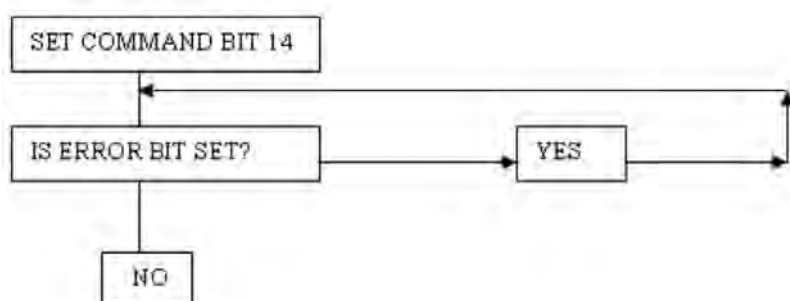 SET COMMAND BIT 14
IS ERROR BIT SET?
YES
NO